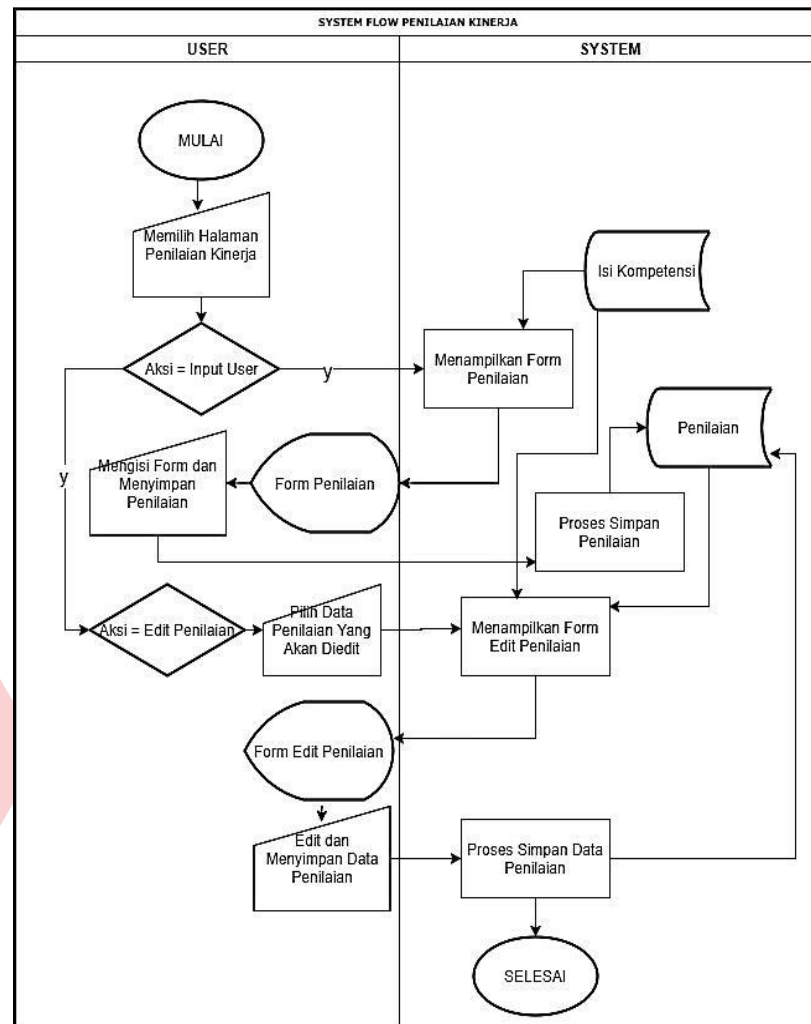 SYSTEM FLOW PENILAIAN KINERJA
USER
SYSTEM
MULAI
Memilih Halaman
Penilaian Kinerja
Isi Kompetensi
Aksi = Input User
y
Menampilkan Form
Penilaian
Penilaian
Mengisi Form dan
Menyimpan
Penilaian
Form Penilaian
y
Proses Simpan
Penilaian
Aksi = Edit Penilaian
Pilih Data
Penilaian Yang
Akan Diedit
Menampilkan Form
Edit Penilaian
Form Edit Penilaian
Edit dan
Menyimpan Data
Penilaian
Proses Simpan Data
Penilaian
SELESAI